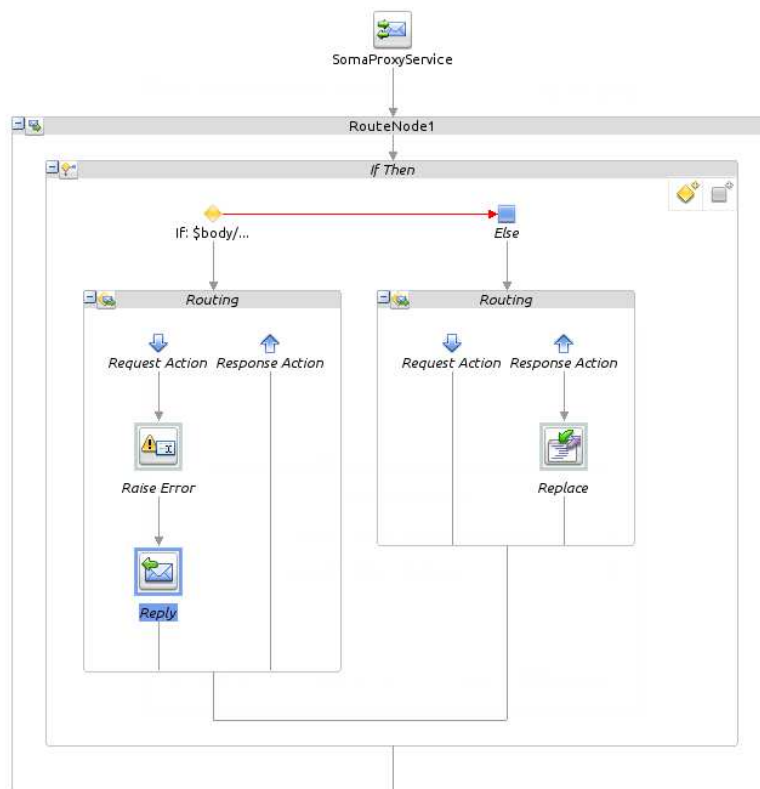 SomaProxyService
RouteNode1
If Then
If: $body/...
Else
Routing
Routing
Request Action
Response Action
Request Action
Response Action
Raise Error
Replace
Reply